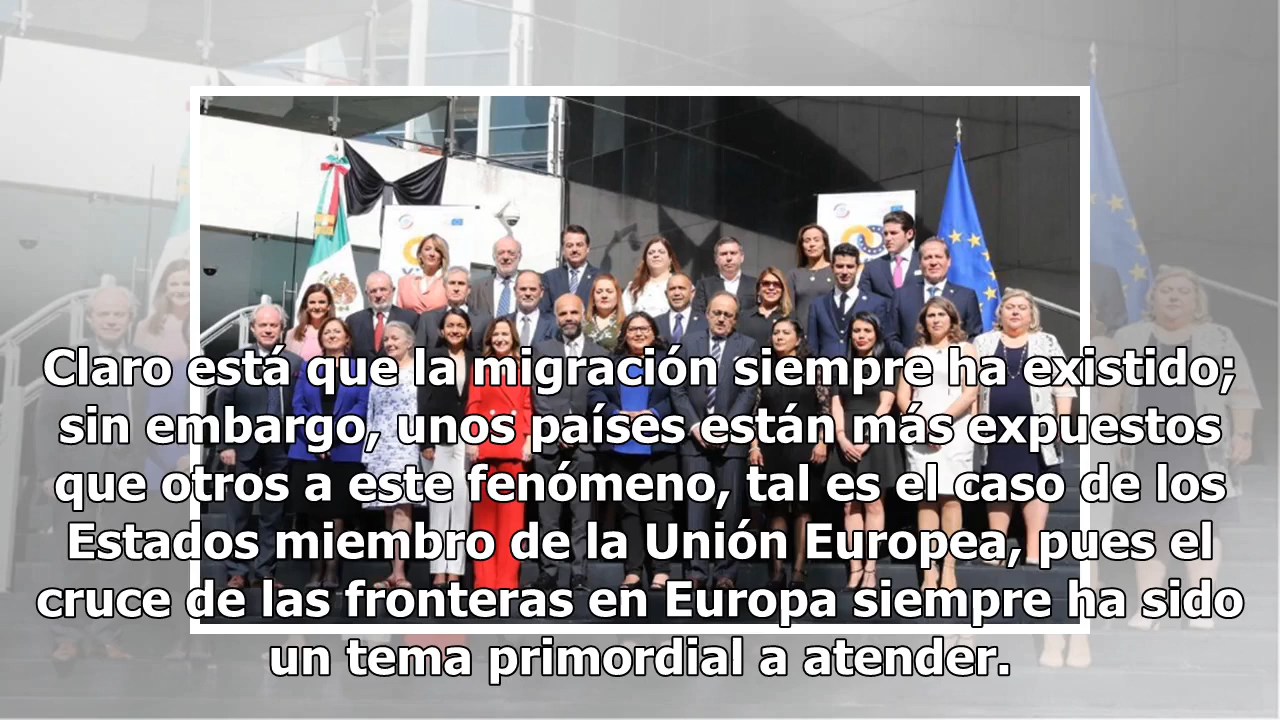 Claro está que la migración siempre ha existido;
sin embargo, unos países están más expuestos
que otros a este fenómeno, tal es el caso de los
Estados miembro de la Unión Europea, pues el
cruce de las fronteras en Europa siempre ha sido
un tema primordial a atender.